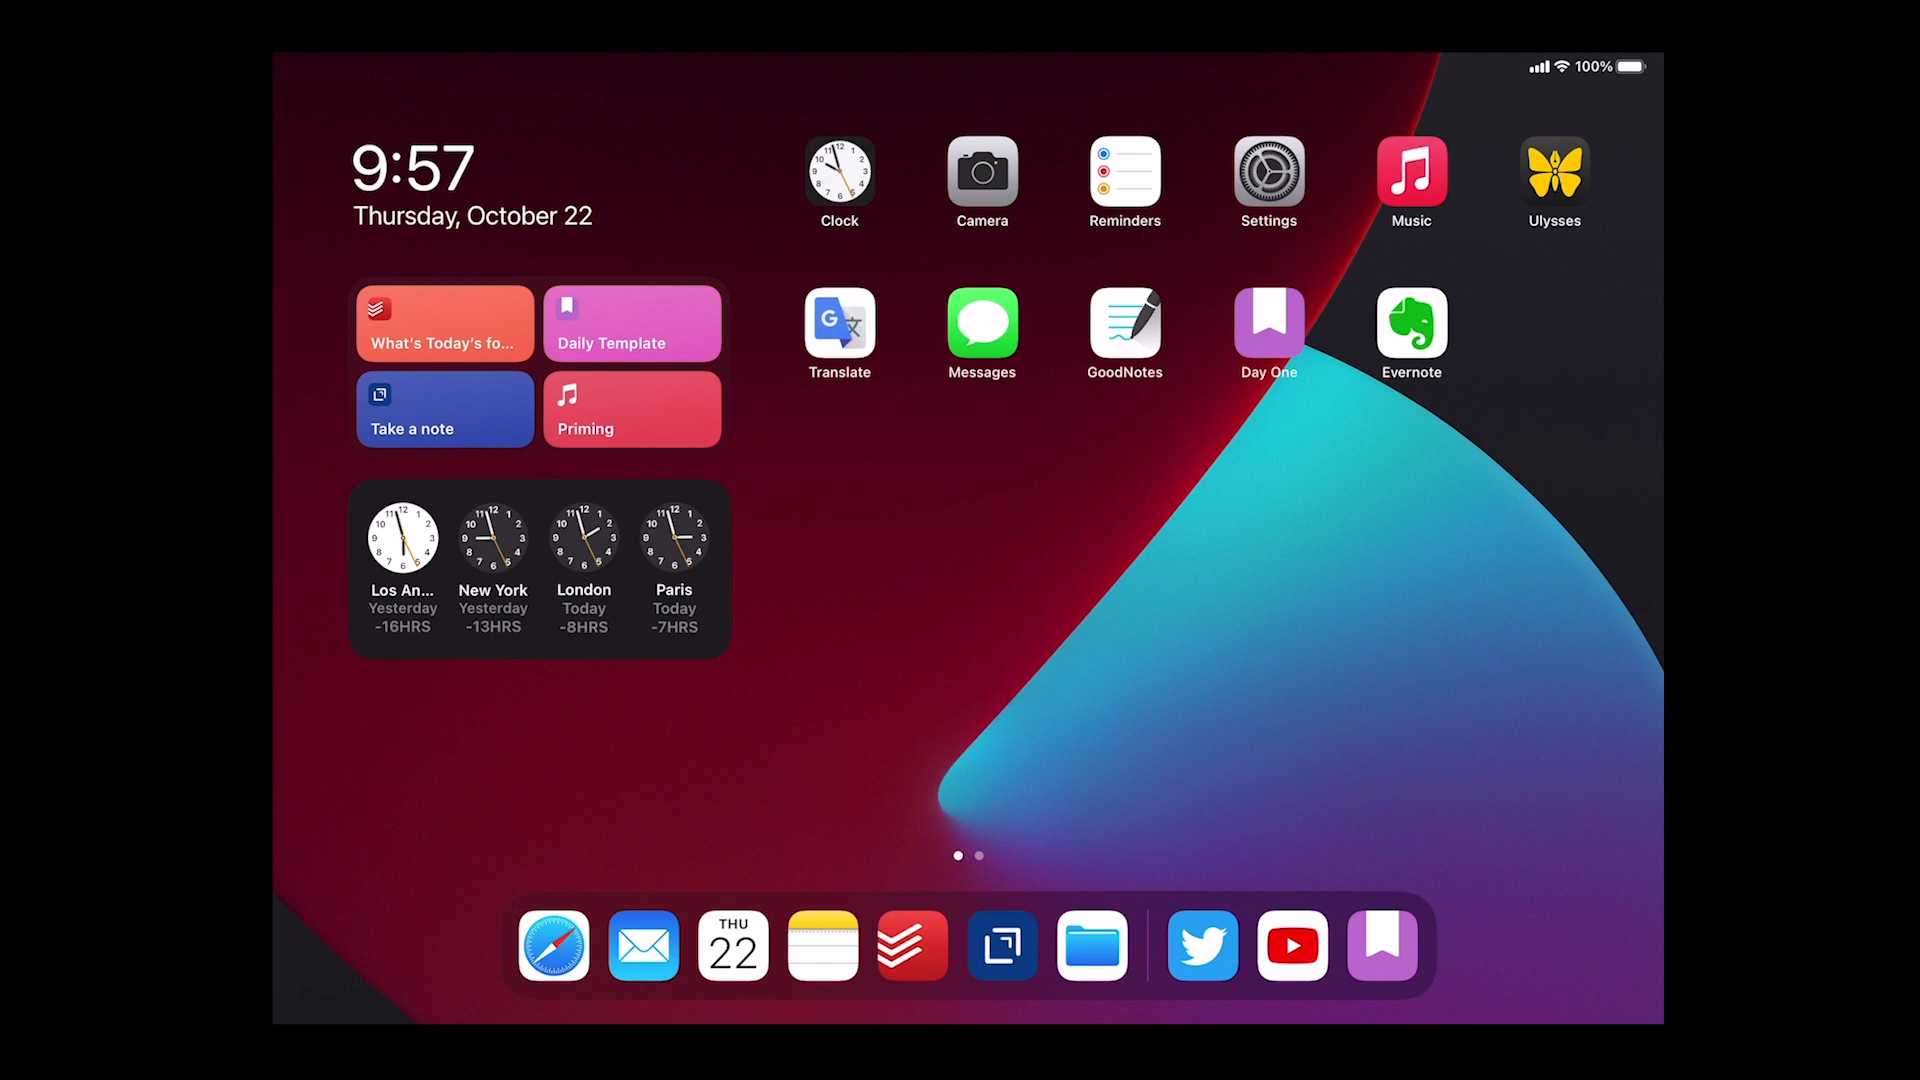 100%
9:57
Thursday, October 22
Clock
Camera
Reminders
Settings
Music
Ulysses
What's Today's fo...
Daily Template
Take a note
Priming
Translate
Messages
GoodNotes
Day One
Evernote
Los An...
New York
London
Paris
Yesterday
Yesterday
Today
Today
-16HRS
-13HRS
-8HRS
-7HRS
THU
22